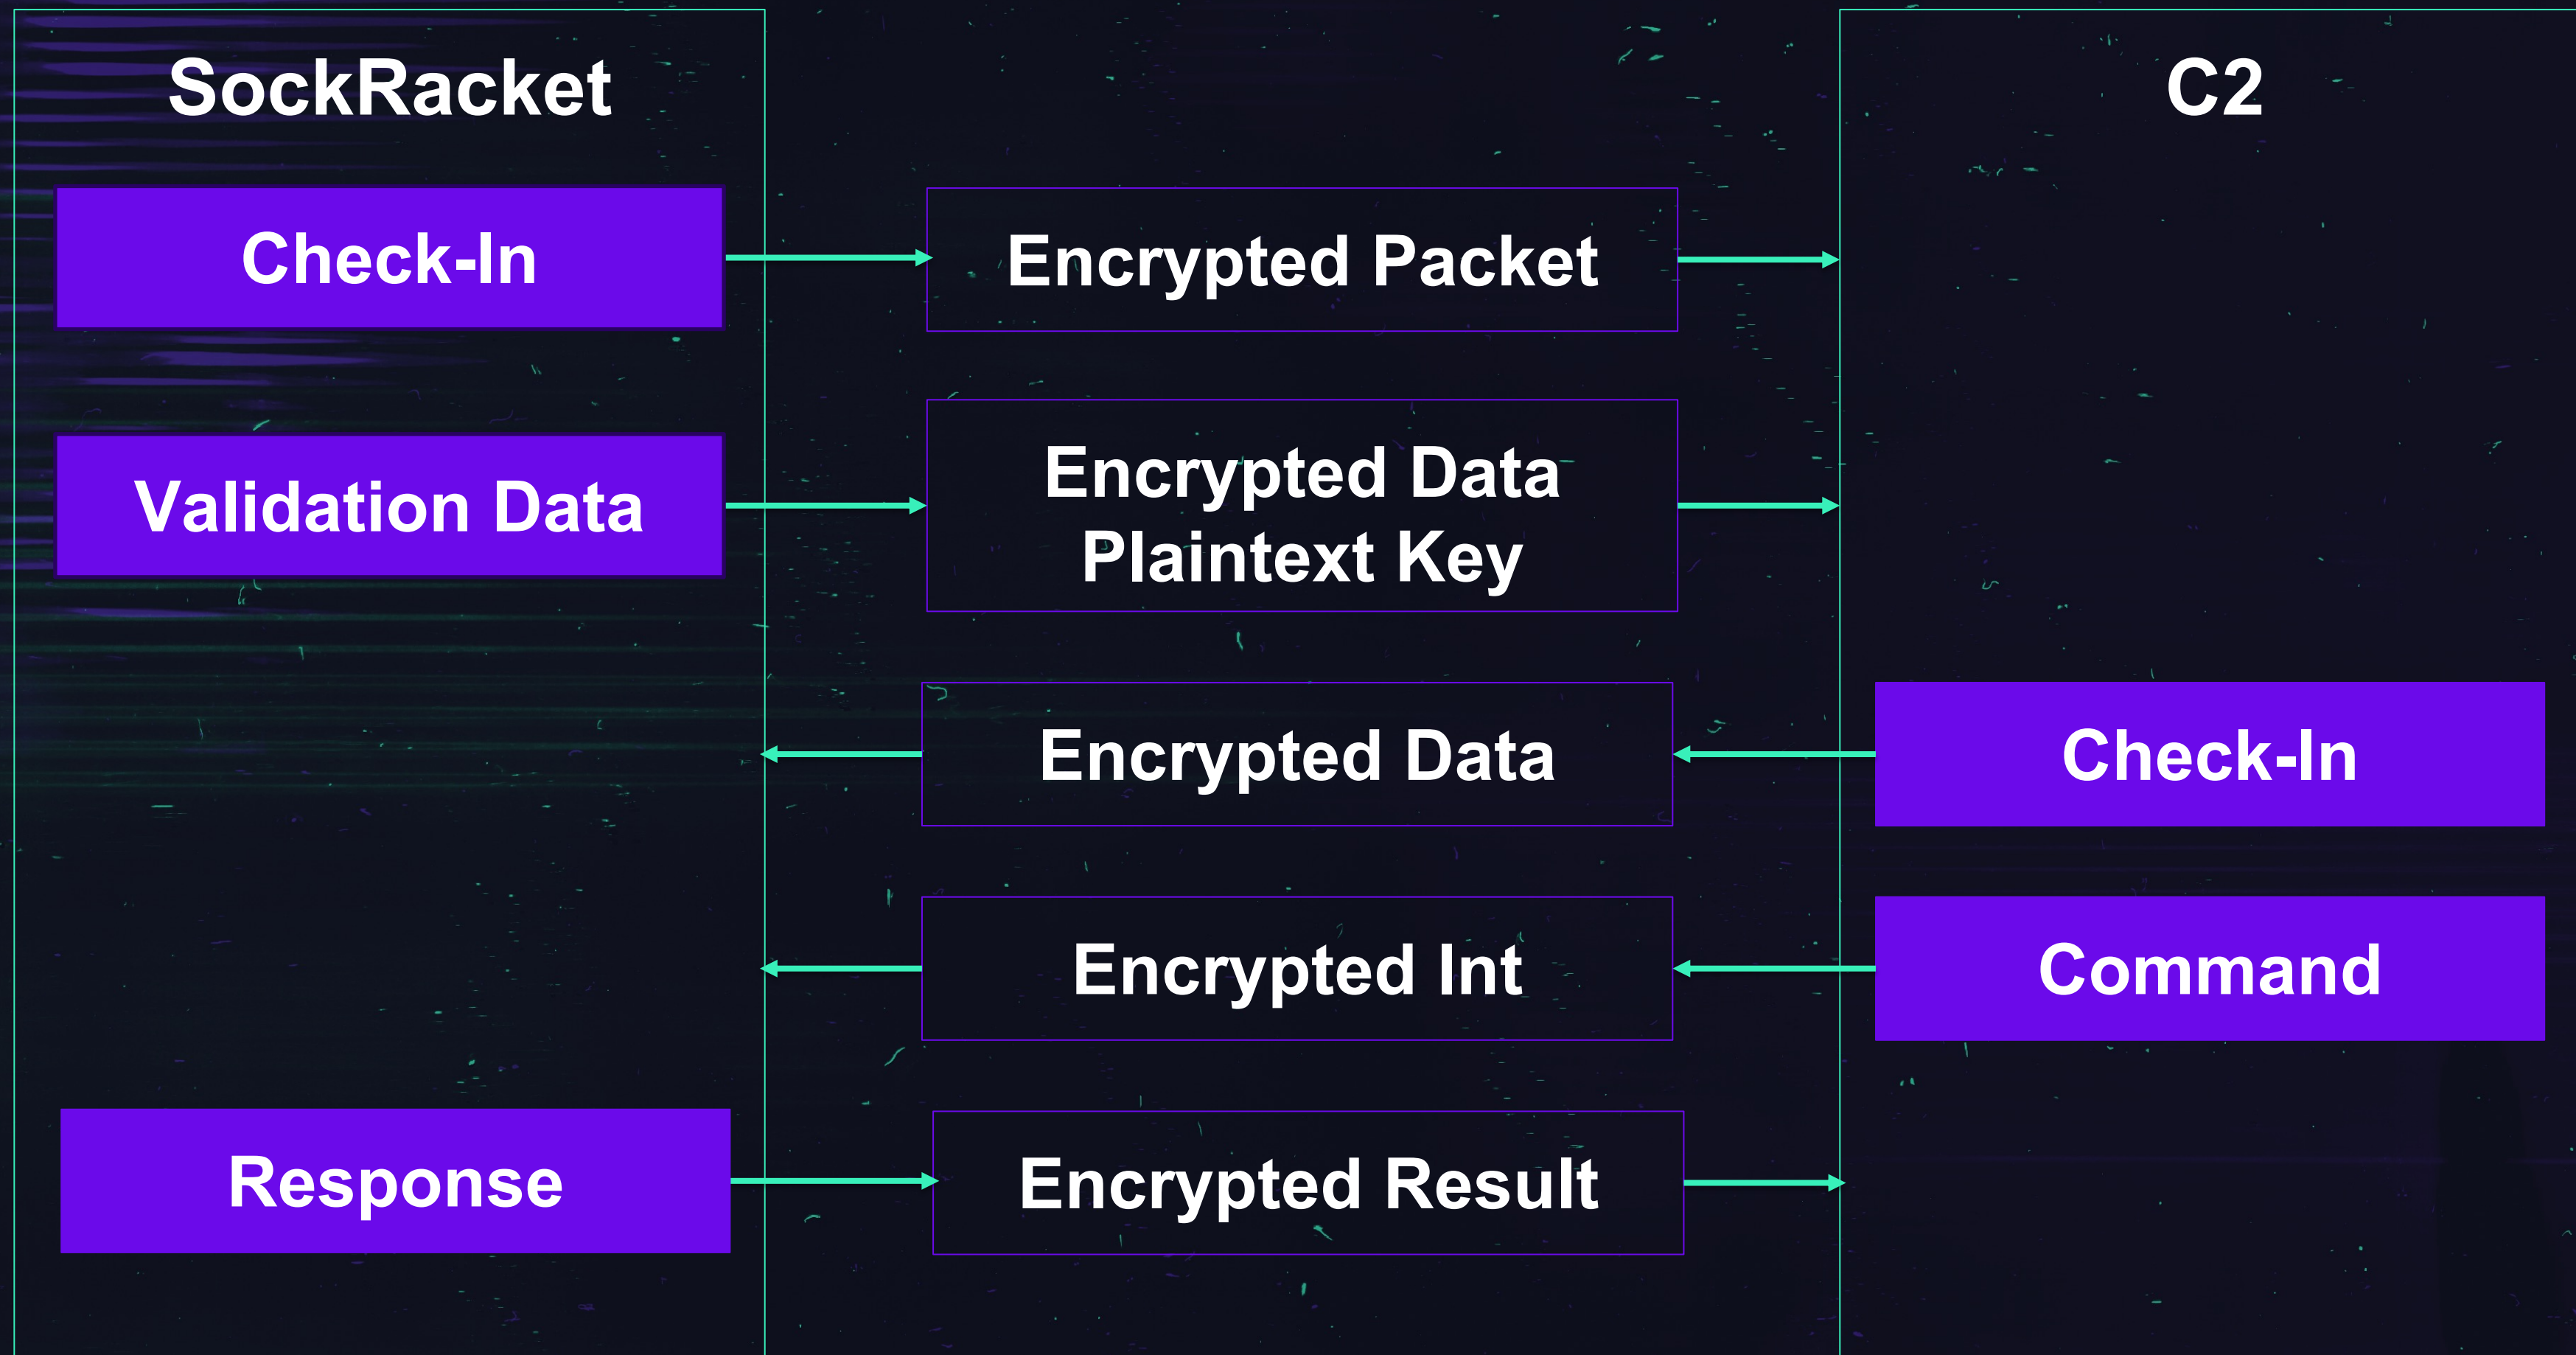 SockRacket
C2
Check-In
Encrypted Packet
Validation Data
Encrypted Data
Plaintext Key
Encrypted Data
Check-In
Encrypted Int
Command
Response
Encrypted Result